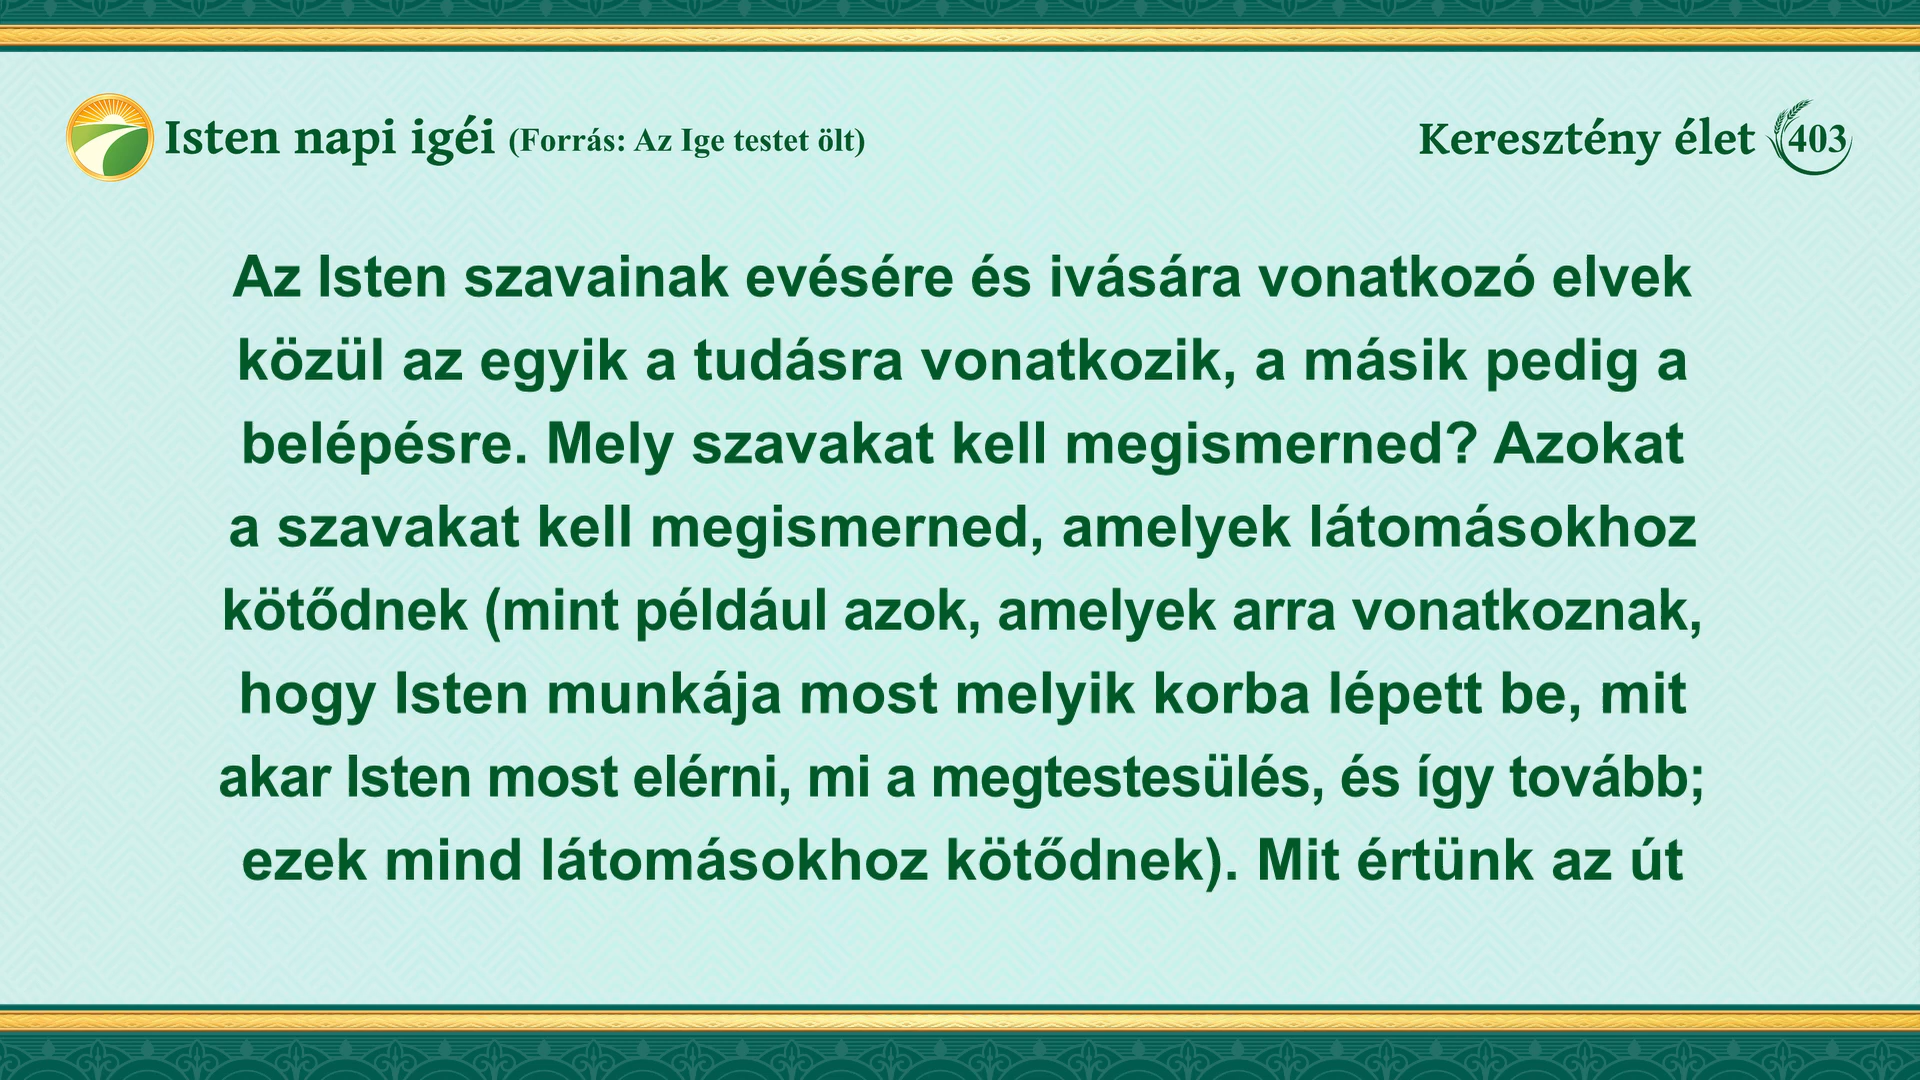 Isten napi igéi (Forrás: Az Ige testet ölt)
Keresztény élet 403
Az Isten szavainak evésére és ivására vonatkozó elvek
közül az egyik a tudásra vonatkozik, a másik pedig a
belépésre. Mely szavakat kell megismerned? Azokat
a szavakat kell megismerned, amelyek látomásokhoz
kötődnek (mint például azok, amelyek arra vonatkoznak,
hogy Isten munkája most melyik korba lépett be, mit
akar Isten most elérni, mi a megtestesülés, és így tovább;
ezek mind látomásokhoz kötődnek). Mit értünk az út